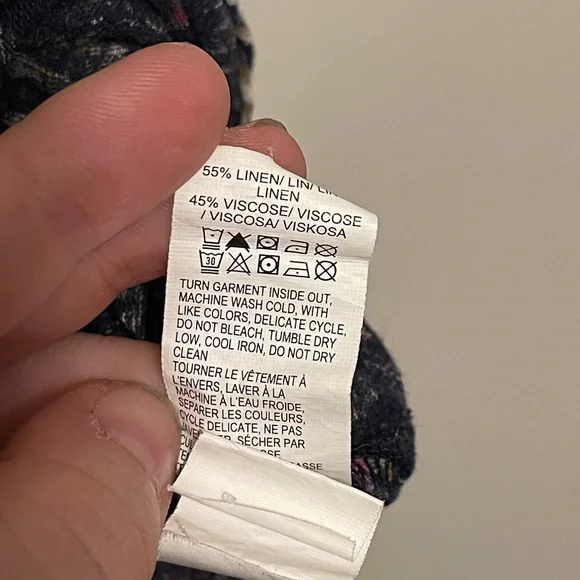 55% LINEN/ LIN/
LINEN
45% VISCOSE/ VISCOSE
/ VISCOSA/ VISKOSA
30
TURN GARMENT INSIDE OUT,
MACHINE WASH COLD, WITH
LIKE COLORS, DELICATE CYCLE,
DO NOT BLEACH, TUMBLE DRY
LOW, COOL IRON, DO NOT DRY
CLEAN
TOURNER LE VÊTEMENT À
L'ENVERS, LAVER À LA
MACHINE À L'EAU FROIDE,
SÉPARER LES COULEURS,
CYCLE DELICATE, NE PAS
SÉCHER PAR